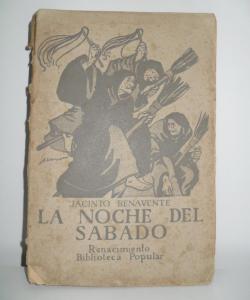 JACINTO BENAVENTE
LA NOCHE DEL
SABADO
Renacimiento
Biblioteca Popular